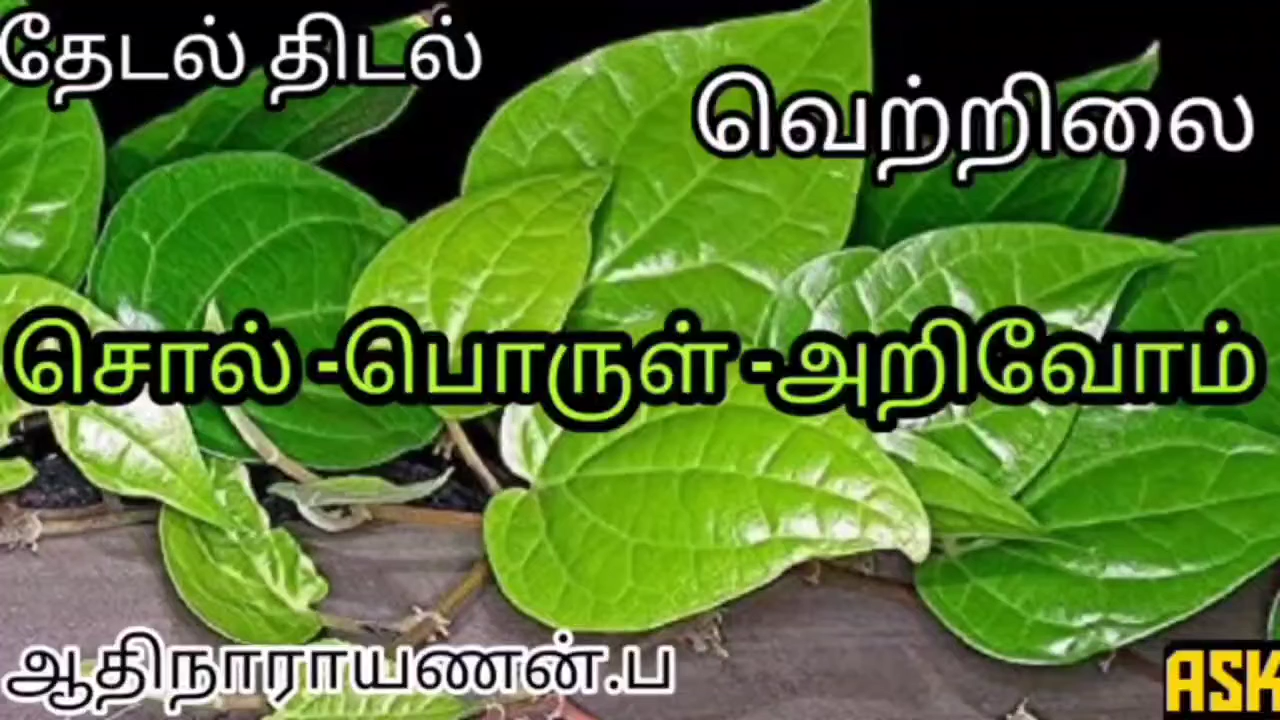 தேடல் திடல்
வெற்றிலை
சொல் -பொருள் -அறிவோம்
ஆதிநாராயணன்.ப
ASK